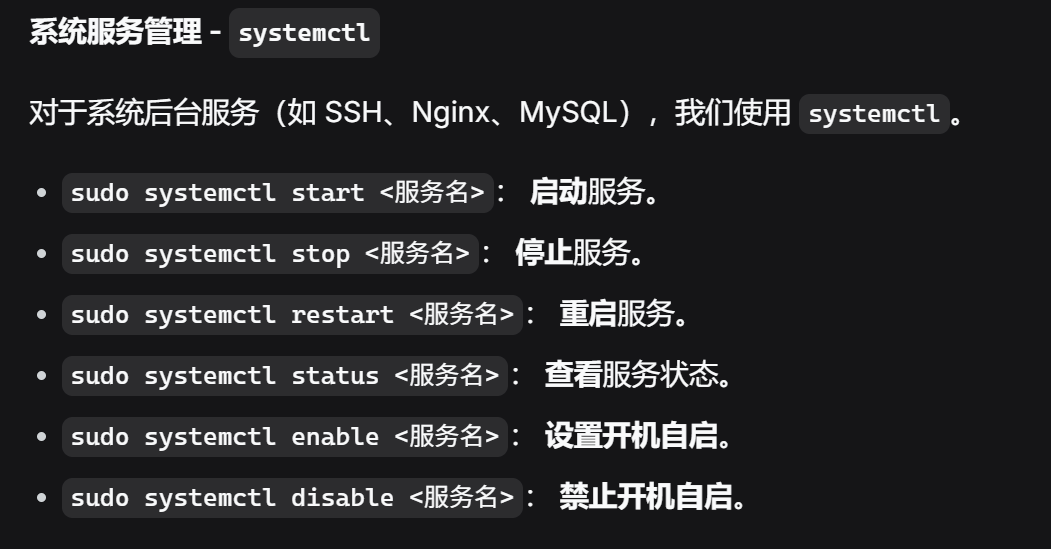 系统服务管理 - systemctl
对于系统后台服务（如 SSH、Nginx、MySQL），我们使用 systemctl。
• sudo systemctl start <服务名>： 启动服务。
• sudo systemctl stop <服务名>： 停止服务。
• sudo systemctl restart <服务名>： 重启服务。
• sudo systemctl status <服务名>： 查看服务状态。
• sudo systemctl enable <服务名>： 设置开机自启。
• sudo systemctl disable <服务名>： 禁止开机自启。